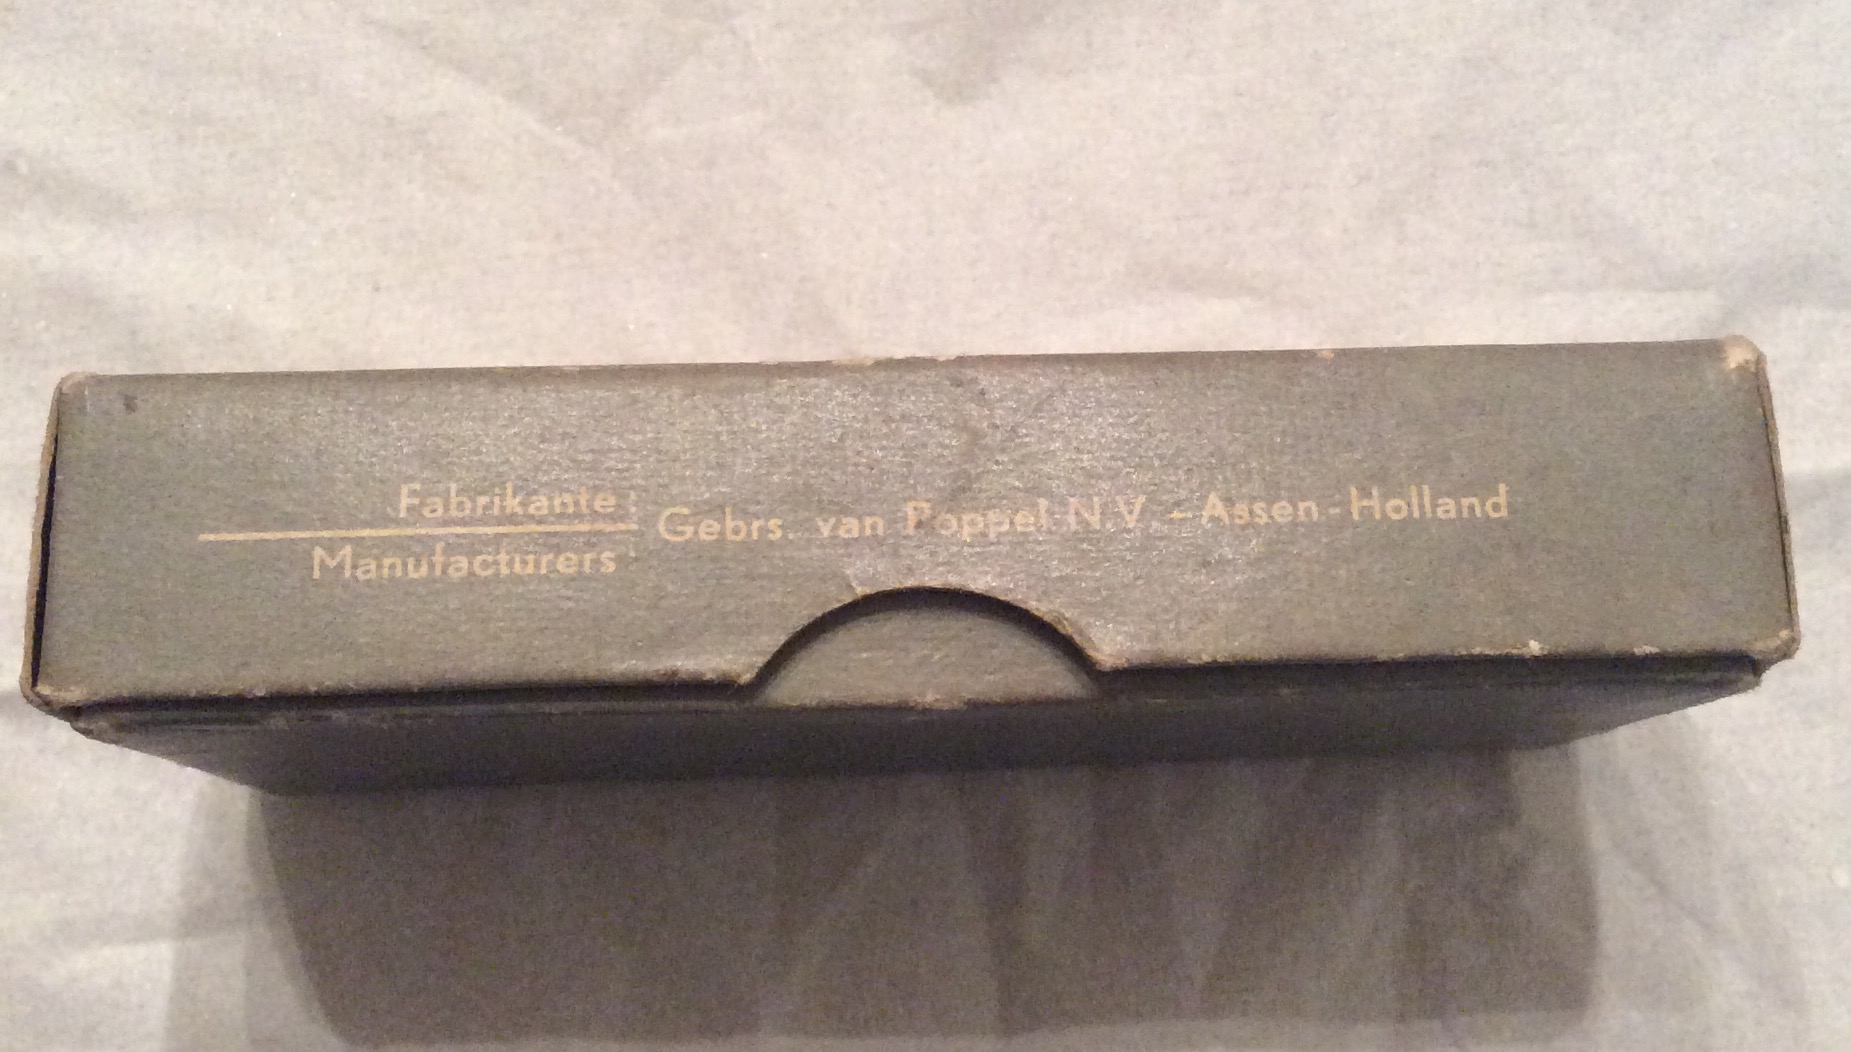 Fabrikante
Manufacturers
Gebrs. van Poppel N.V. - Assen - Holland